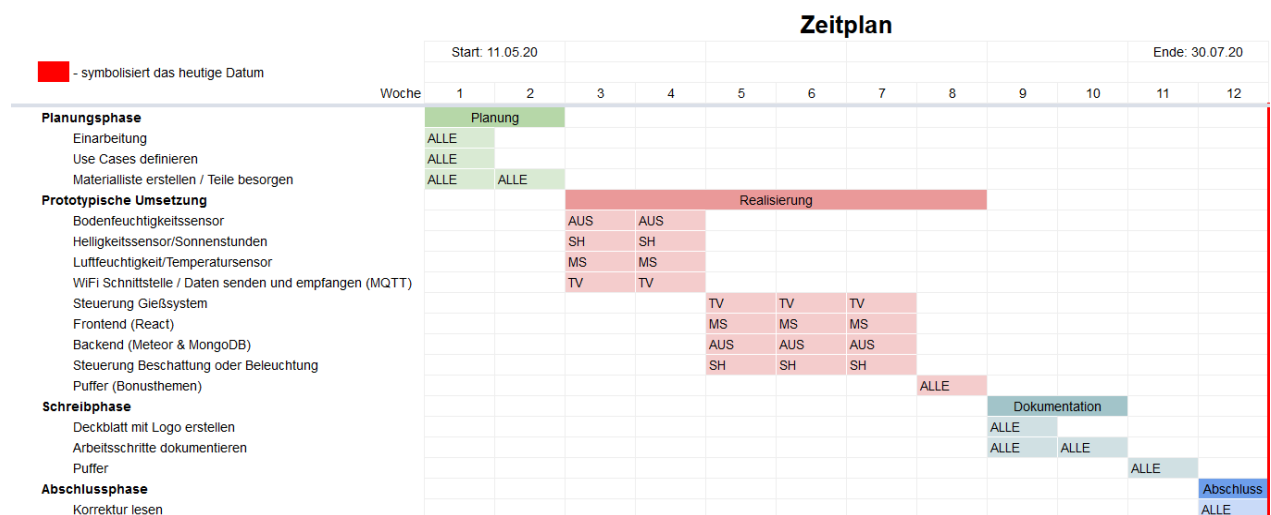 Zeitplan
Start: 11.05.20 Ende: 30.07.20
- symbolisiert das heutige Datum
Woche 1 2 3 4 5 6 7 8 9 10 11 12
Planungsphase Planung
Einarbeitung ALLE
Use Cases definieren ALLE
Materialliste erstellen / Teile besorgen ALLE ALLE
Prototypische Umsetzung Realisierung
Bodenfeuchtigkeitssensor AUS AUS
Helligkeitssensor/Sonnenstunden SH SH
Luftfeuchtigkeit/Temperatursensor MS MS
WiFi Schnittstelle / Daten senden und empfangen (MQTT) TV TV
Steuerung Gießsystem TV TV TV
Frontend (React) MS MS MS
Backend (Meteor & MongoDB) AUS AUS AUS
Steuerung Beschattung oder Beleuchtung SH SH SH
Puffer (Bonusthemen) ALLE
Schreibphase Dokumentation
Deckblatt mit Logo erstellen ALLE
Arbeitsschritte dokumentieren ALLE ALLE
Puffer ALLE
Abschlussphase Abschluss
Korrektur lesen ALLE